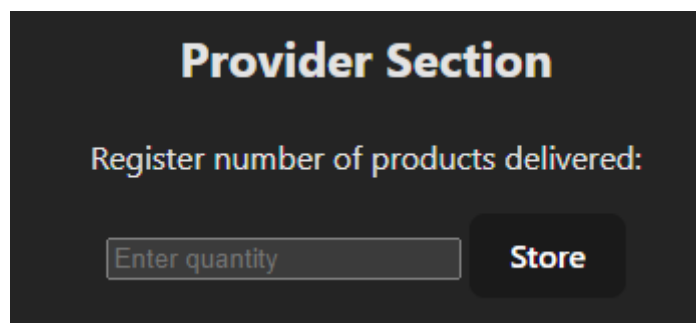 Provider Section
Register number of products delivered:
Enter quantity
Store